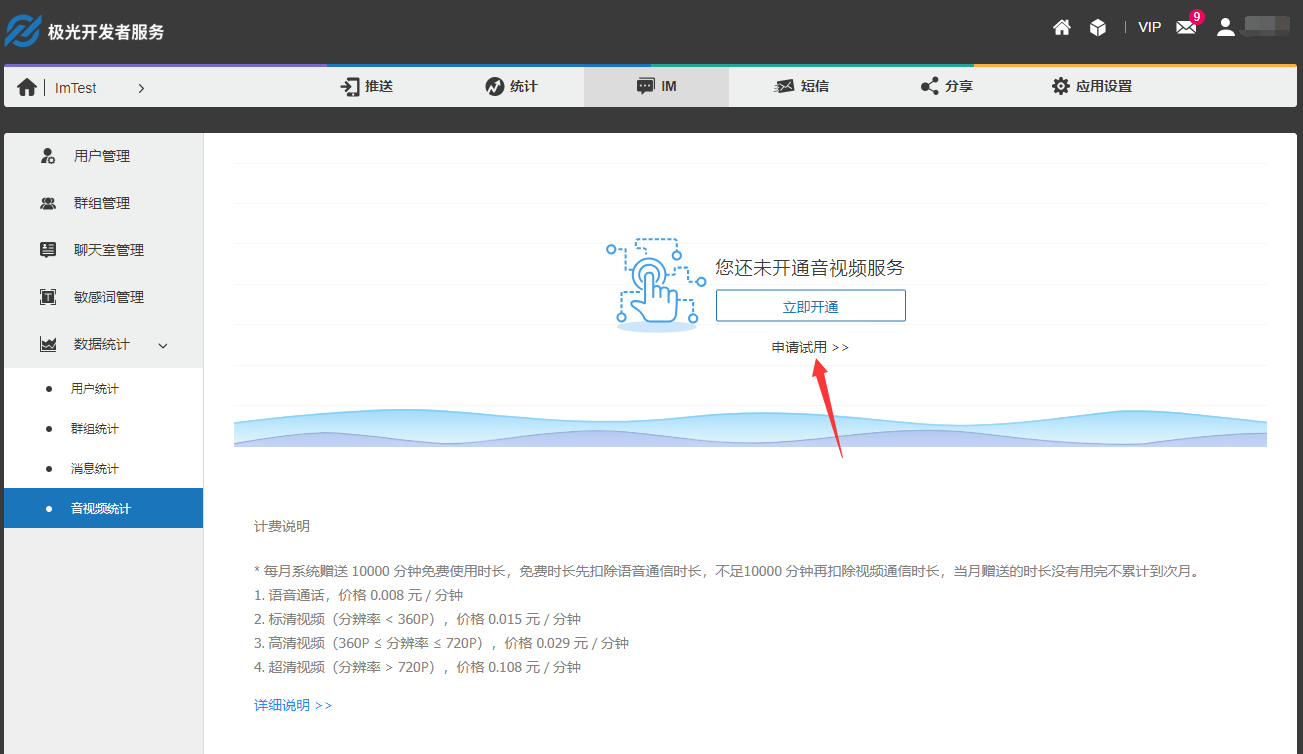 极光开发者服务
VIP
9
ImTest
推送
统计
IM
短信
分享
应用设置
用户管理
群组管理
聊天室管理
敏感词管理
数据统计
用户统计
群组统计
消息统计
音视频统计
您还未开通音视频服务
立即开通
申请试用 >>
计费说明
* 每月系统赠送 10000 分钟免费使用时长，免费时长先扣除语音通信时长，不足10000 分钟再扣除视频通信时长，当月赠送的时长没有用完不累计到次月。
1. 语音通话，价格 0.008 元 / 分钟
2. 标清视频（分辨率 < 360P），价格 0.015 元 / 分钟
3. 高清视频（360P ≤ 分辨率 ≤ 720P），价格 0.029 元 / 分钟
4. 超清视频（分辨率 > 720P），价格 0.108 元 / 分钟
详细说明 >>